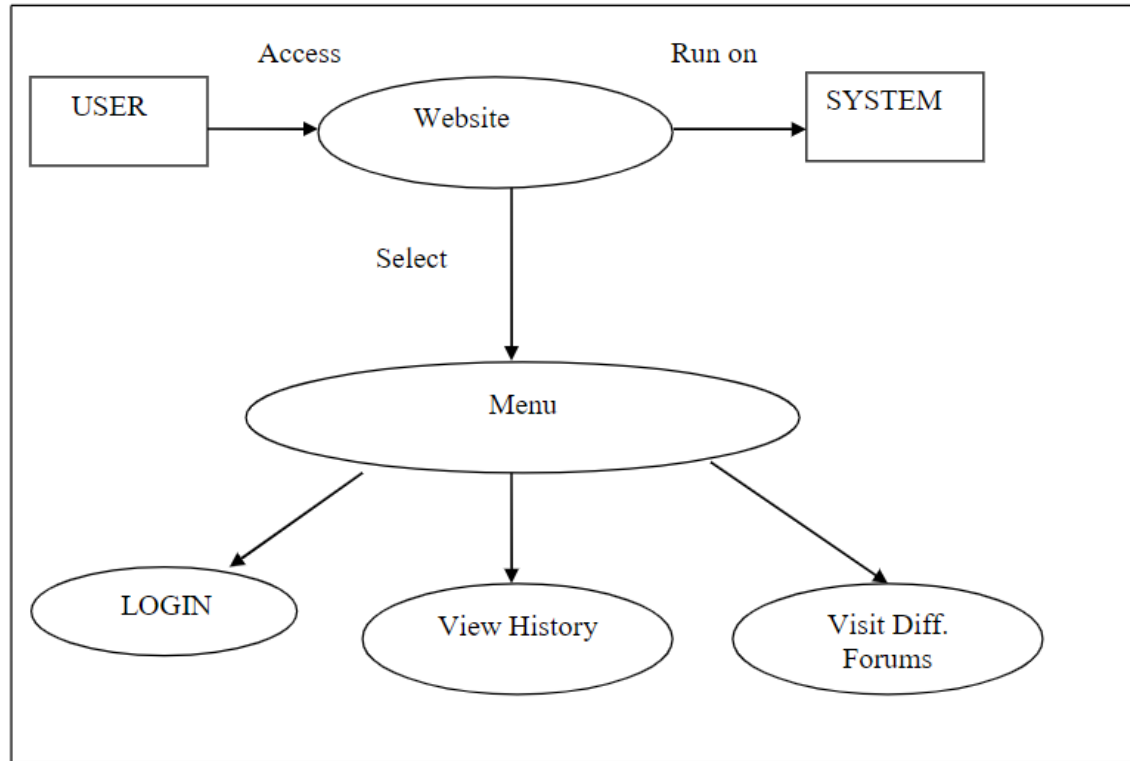 Access
Run on
USER
Website
SYSTEM
Select
Menu
LOGIN
View History
Visit Diff.
Forums